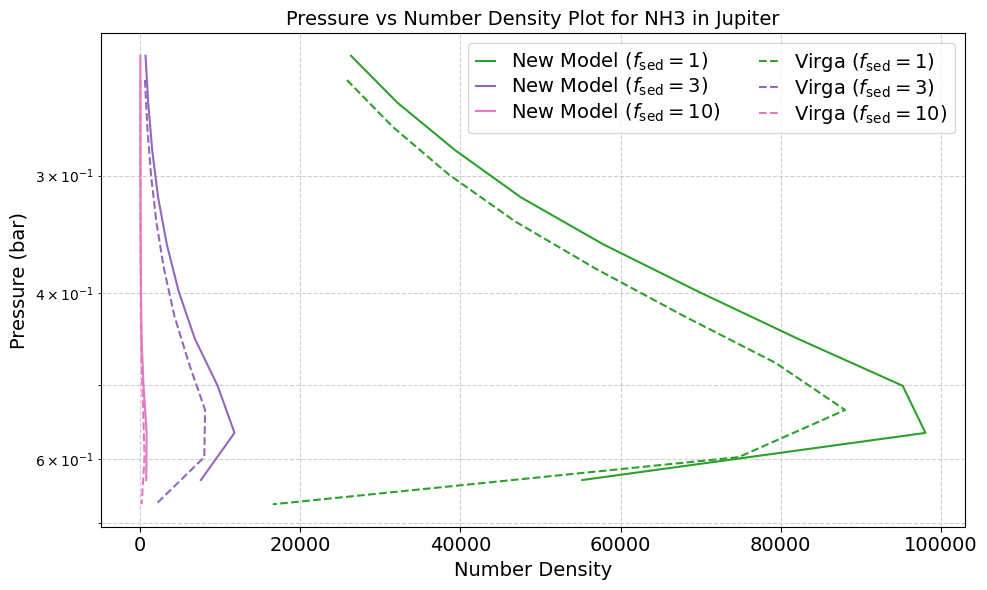 Pressure vs Number Density Plot for NH3 in Jupiter
New Model (f_sed = 1)
New Model (f_sed = 3)
New Model (f_sed = 10)
Virga (f_sed = 1)
Virga (f_sed = 3)
Virga (f_sed = 10)
Pressure (bar)
3 × 10⁻¹
4 × 10⁻¹
6 × 10⁻¹
0 20000 40000 60000 80000 100000
Number Density